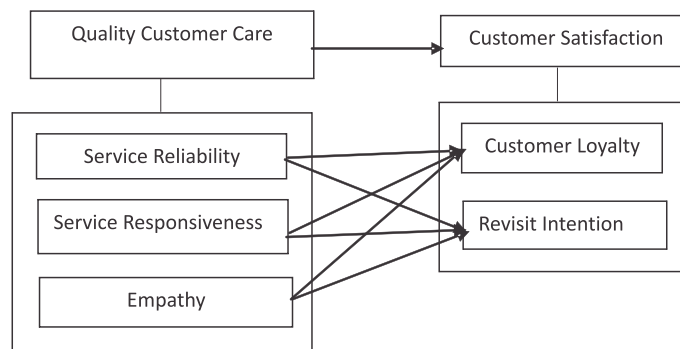 Quality Customer Care
Customer Satisfaction
Service Reliability
Service Responsiveness
Empathy
Customer Loyalty
Revisit Intention